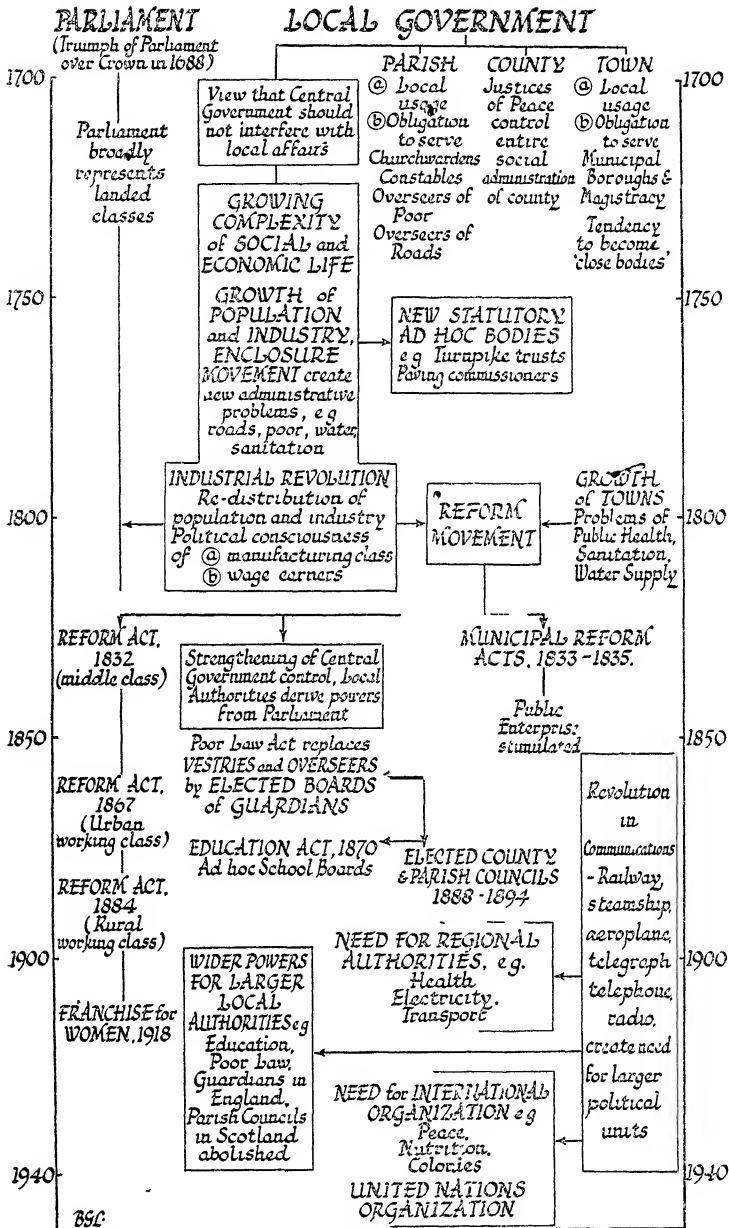 PARLIAMENT
(Triumph of Parliament
over Crown in 1688)
LOCAL GOVERNMENT
1700
1700
Parliament
broadly
represents
landed
classes
View that Central
Government should
not interfere with
local affairs
PARISH
ⓐ Local
usage
ⓑ Obligation
to serve
Churchwardens
Constables
Overseers of
Poor
Overseers of
Roads
COUNTY
Justices
of Peace
control
entire
social
administration
of county
TOWN
ⓐ Local
usage
ⓑ Obligation
to serve
Municipal
Boroughs &
Magistracy
Tendency
to become
'close bodies'
GROWING
COMPLEXITY
of SOCIAL and
ECONOMIC LIFE
1750
1750
GROWTH of
POPULATION
and INDUSTRY,
ENCLOSURE
MOVEMENT create
new administrative
problems, e g
roads, poor, water,
sanitation
NEW STATUTORY
AD HOC BODIES
e g Turnpike trusts
Paving commissioners
INDUSTRIAL REVOLUTION
Re-distribution of
population and industry
Political consciousness
of ⓐ manufacturing class
ⓑ wage earners
1800
1800
REFORM
MOVEMENT
GROWTH
of TOWNS
Problems of
Public Health,
Sanitation,
Water Supply
REFORM ACT,
1832
(middle class)
Strengthening of Central
Government control, Local
Authorities derive powers
from Parliament
MUNICIPAL REFORM
ACTS, 1833-1835.
Public
Enterprise
stimulated
1850
1850
Poor Law Act replaces
VESTRIES and OVERSEERS
by ELECTED BOARDS
of GUARDIANS
REFORM ACT,
1867
(Urban
working class)
EDUCATION ACT, 1870
Ad hoc School Boards
ELECTED COUNTY
& PARISH COUNCILS
1888-1894
REFORM ACT,
1884
(Rural
working class)
Revolution
in
Communications
- Railway,
steamship,
aeroplane,
telegraph
telephone,
radio,
create need
for larger
political
units
1900
1900
NEED FOR REGIONAL
AUTHORITIES, e.g.
Health
Electricity.
Transport
FRANCHISE for
WOMEN, 1918
WIDER POWERS
FOR LARGER
LOCAL
AUTHORITIES e g
Education,
Poor Law,
Guardians in
England,
Parish Councils
in Scotland
abolished
NEED for INTERNATIONAL
ORGANIZATION e g
Peace,
Nutrition,
Colonies
UNITED NATIONS
ORGANIZATION
1940
1940
BSL